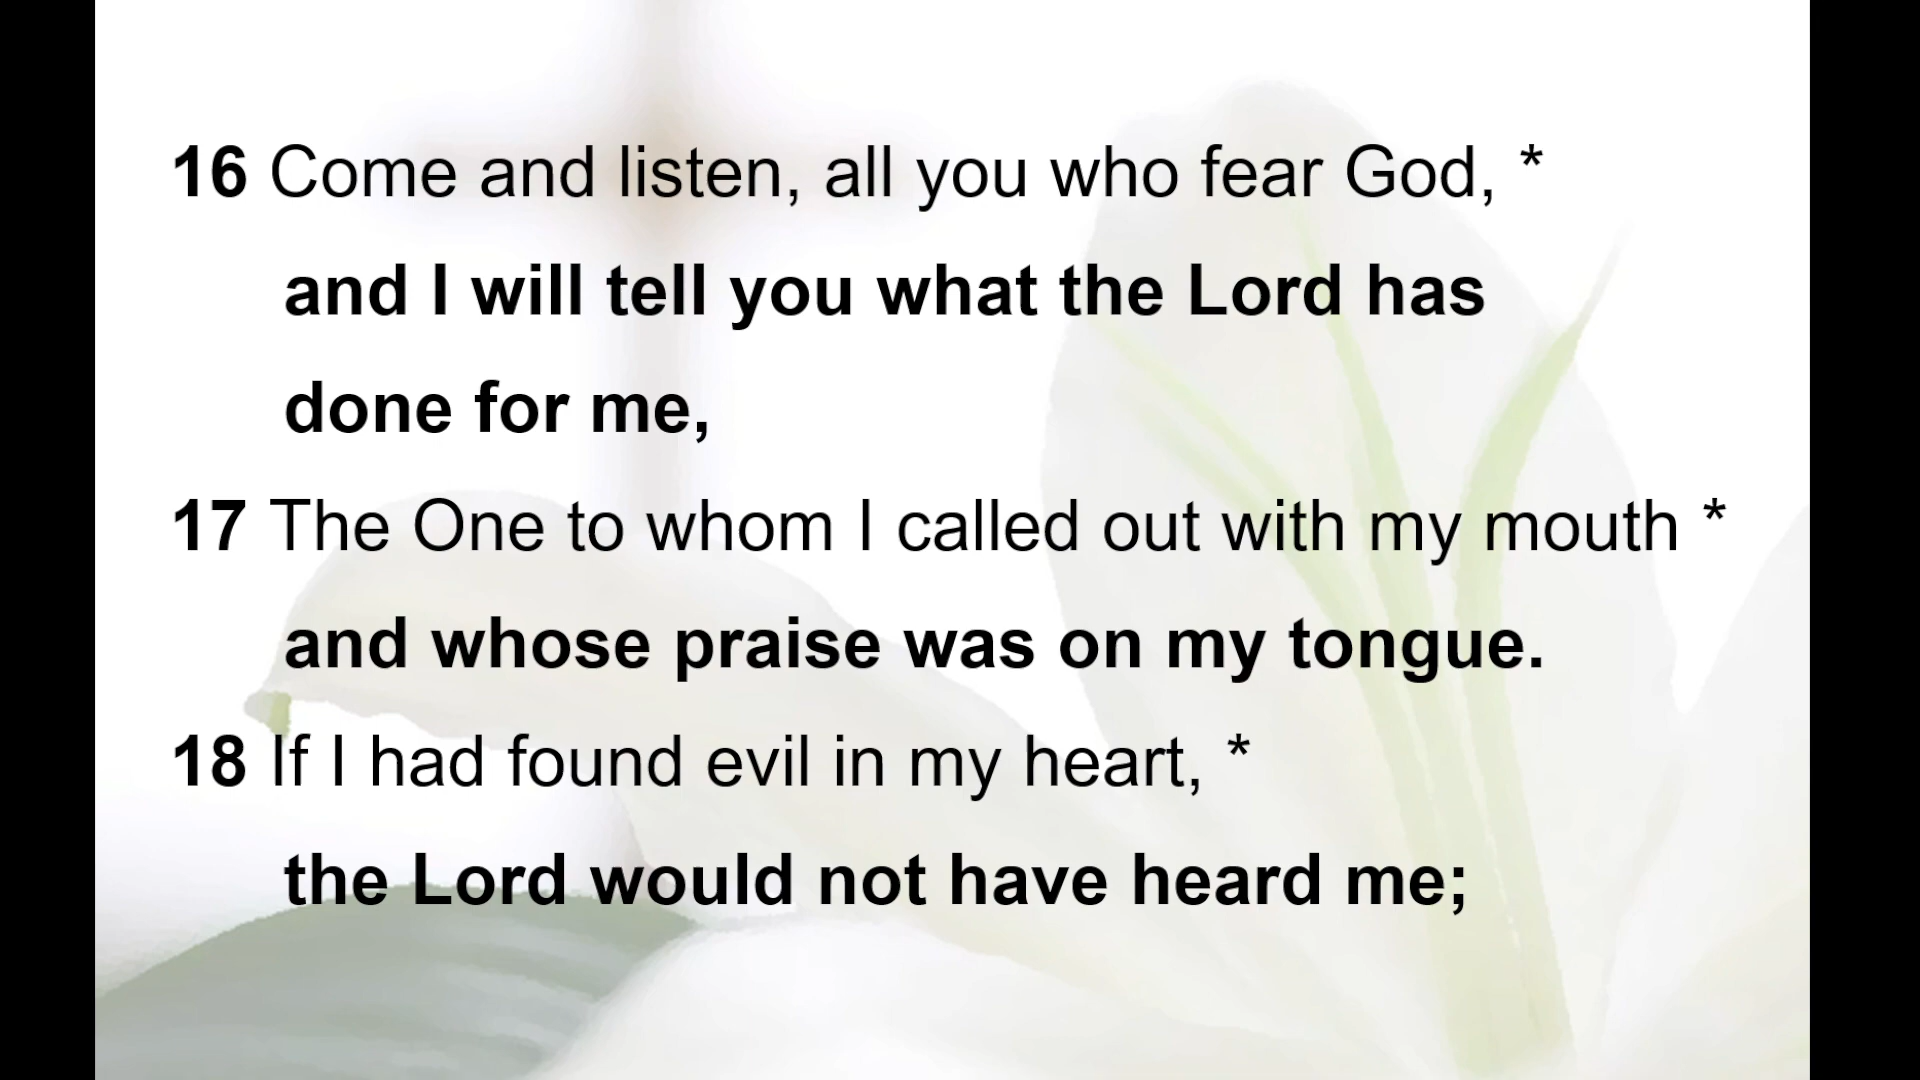 16 Come and listen, all you who fear God, *
and I will tell you what the Lord has
done for me,
17 The One to whom I called out with my mouth *
and whose praise was on my tongue.
18 If I had found evil in my heart, *
the Lord would not have heard me;